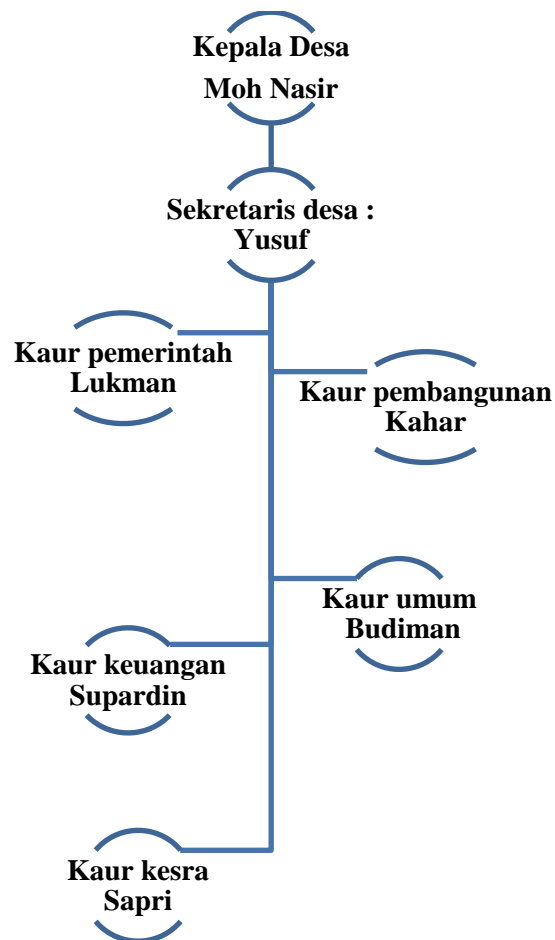 Kepala Desa
Moh Nasir
Sekretaris desa :
Yusuf
Kaur pemerintah
Lukman
Kaur pembangunan
Kahar
Kaur umum
Budiman
Kaur keuangan
Supardin
Kaur kesra
Sapri